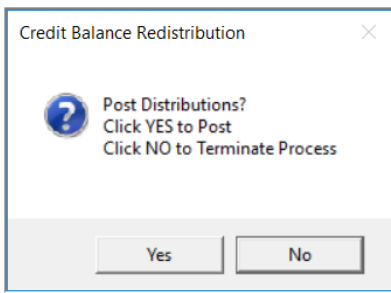 Credit Balance Redistribution
Post Distributions?
Click YES to Post
Click NO to Terminate Process
Yes
No